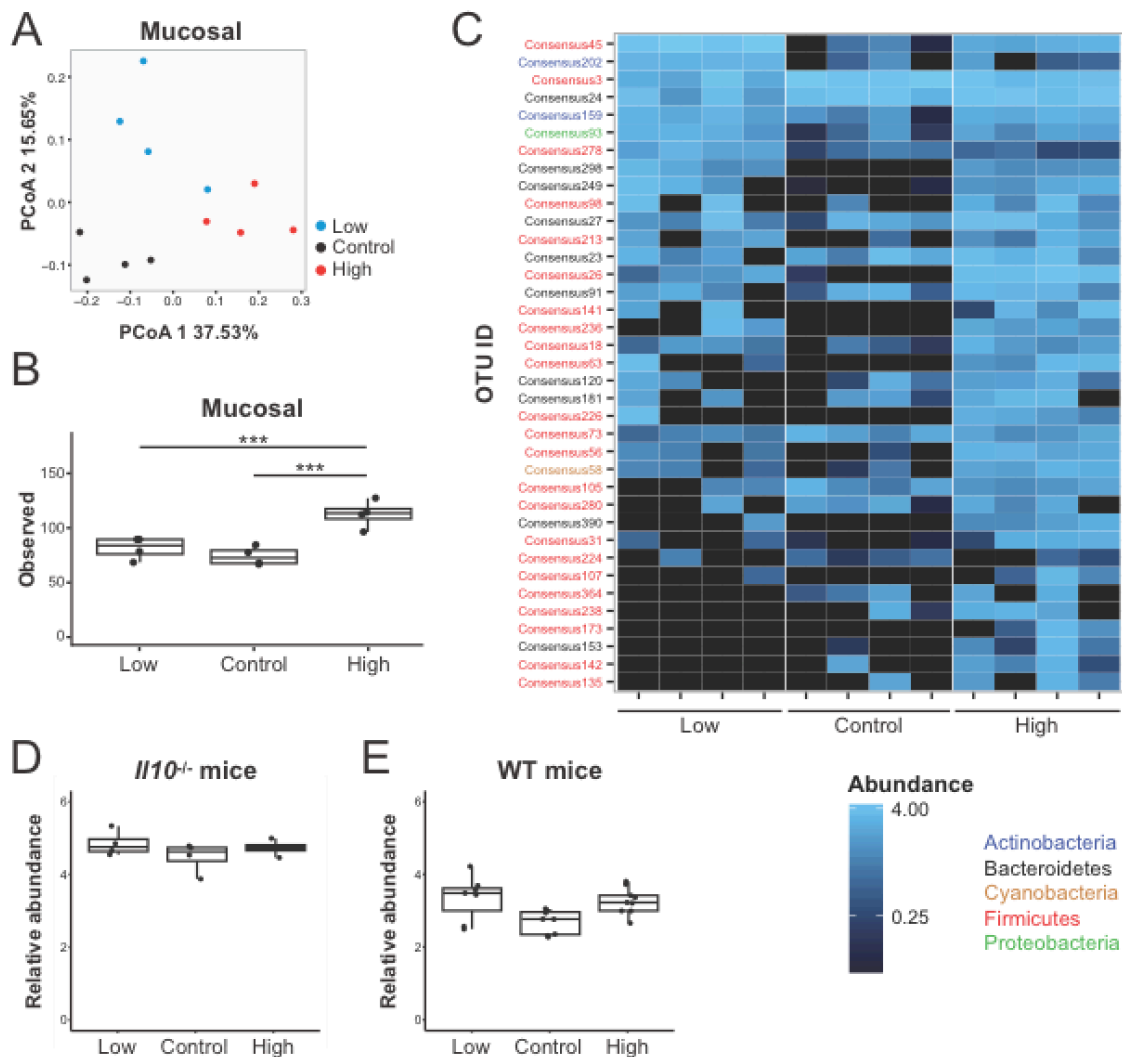 A
Mucosal
PCoA 2 15.65%
0.2
0.1
0.0
−0.1
−0.2
−0.1
0.0
0.1
0.2
0.3
PCoA 1 37.53%
Low
Control
High
B
Mucosal
Observed
150
100
50
0
***
***
Low
Control
High
C
OTU ID
Consensus45
Consensus202
Consensus3
Consensus24
Consensus159
Consensus93
Consensus278
Consensus298
Consensus249
Consensus98
Consensus27
Consensus213
Consensus23
Consensus26
Consensus91
Consensus141
Consensus236
Consensus18
Consensus63
Consensus120
Consensus181
Consensus226
Consensus73
Consensus56
Consensus58
Consensus105
Consensus280
Consensus390
Consensus31
Consensus224
Consensus107
Consensus364
Consensus238
Consensus173
Consensus153
Consensus142
Consensus135
Low
Control
High
D
Il10-/- mice
Relative abundance
6
4
2
0
Low
Control
High
E
WT mice
Relative abundance
6
4
2
0
Low
Control
High
Abundance
4.00
0.25
Actinobacteria
Bacteroidetes
Cyanobacteria
Firmicutes
Proteobacteria